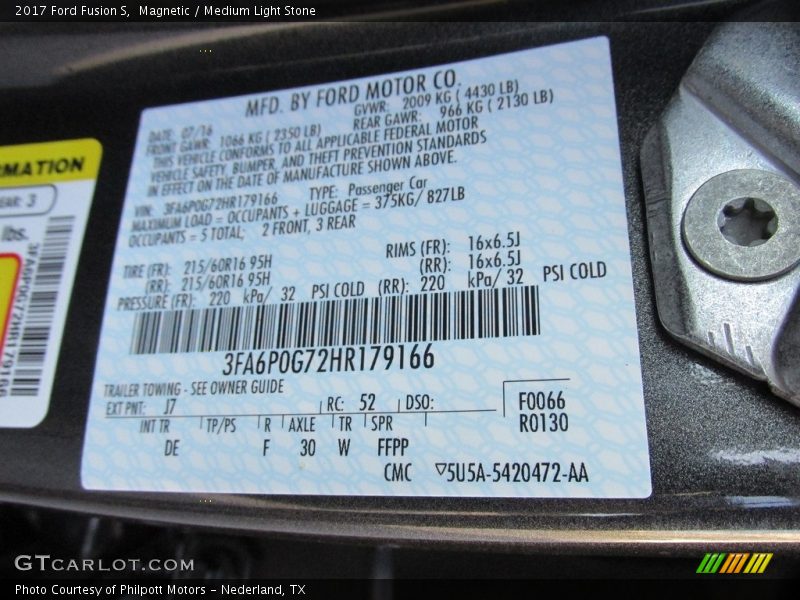 2017 Ford Fusion S,  Magnetic / Medium Light Stone
MFD. BY FORD MOTOR CO.
DATE: 07/16 GVWR: 2009 KG ( 4430 LB)
FRONT GAWR: 1066 KG ( 2350 LB) REAR GAWR: 966 KG ( 2130 LB)
THIS VEHICLE CONFORMS TO ALL APPLICABLE FEDERAL MOTOR
VEHICLE SAFETY, BUMPER, AND THEFT PREVENTION STANDARDS
IN EFFECT ON THE DATE OF MANUFACTURE SHOWN ABOVE.
VIN: 3FA6P0G72HR179166 TYPE: Passenger Car
MAXIMUM LOAD = OCCUPANTS + LUGGAGE = 375KG/ 827LB
OCCUPANTS = 5 TOTAL; 2 FRONT, 3 REAR
TIRE (FR): 215/60R16 95H RIMS (FR): 16x6.5J
(RR): 215/60R16 95H (RR): 16x6.5J
PRESSURE (FR): 220 kPa/ 32 PSI COLD (RR): 220 kPa/ 32 PSI COLD
3FA6P0G72HR179166
TRAILER TOWING - SEE OWNER GUIDE
EXT PNT: J7 RC: 52 DSO: F0066
INT TR TP/PS R AXLE TR SPR R0130
DE F 30 W FFPP
CMC ▽5U5A-5420472-AA
RMATION
EAR: 3
lbs.
3FA6P0G72HR179166
GTCARLOT.COM
Photo Courtesy of Philpott Motors - Nederland, TX